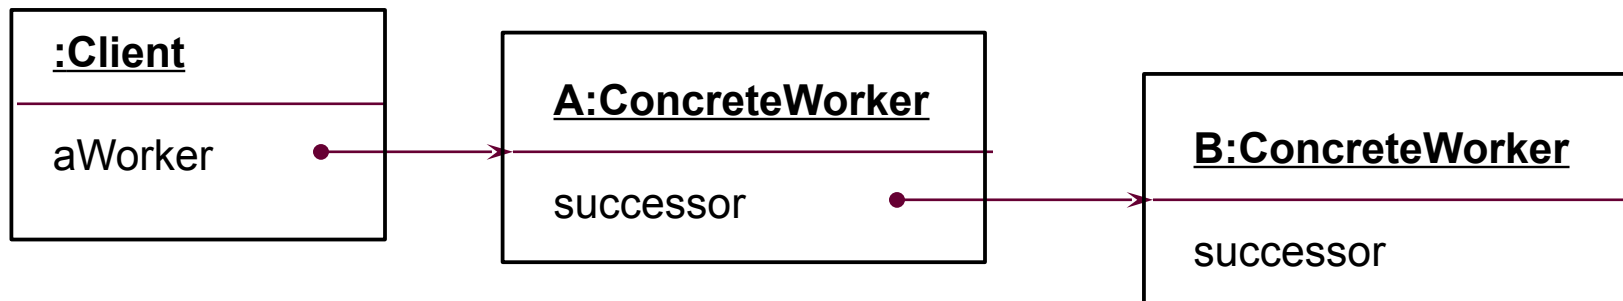 :Client
aWorker
A:ConcreteWorker
successor
B:ConcreteWorker
successor